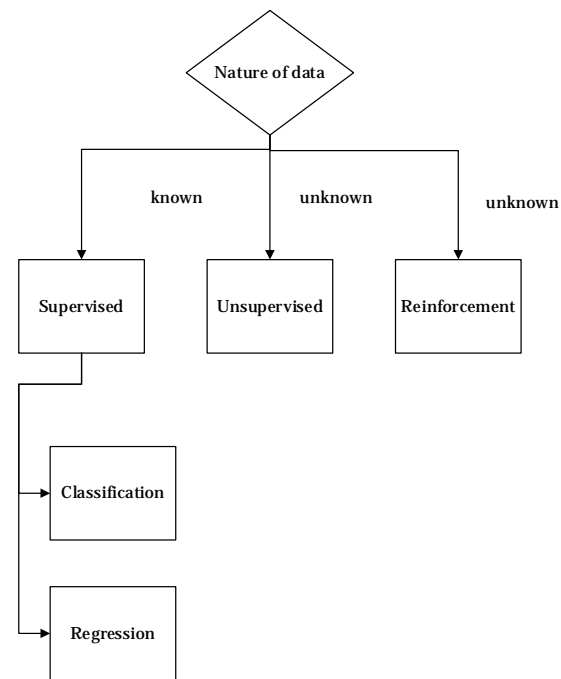 Nature of data
known
unknown
unknown
Supervised
Unsupervised
Reinforcement
Classification
Regression